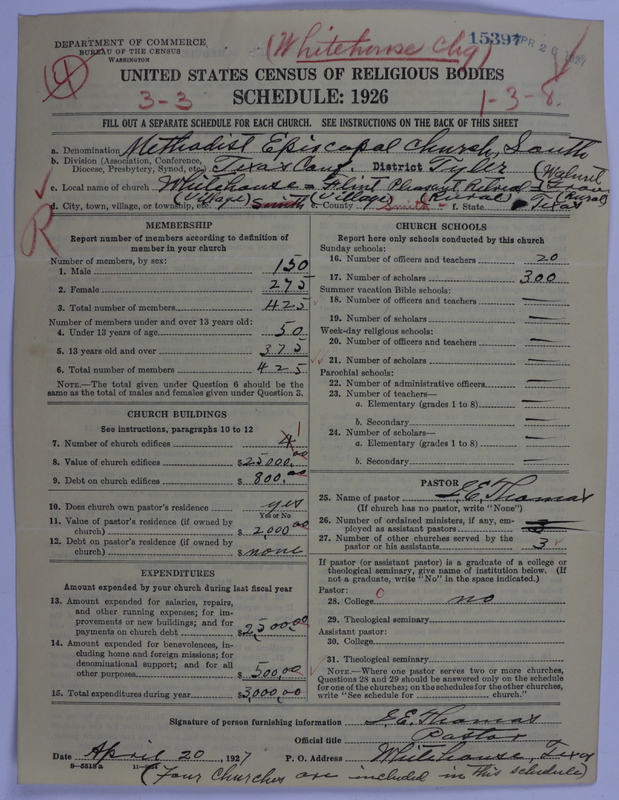 DEPARTMENT OF COMMERCE
BUREAU OF THE CENSUS
WASHINGTON
(Whitehouse Chg)
15397
APR 26 1927
4
UNITED STATES CENSUS OF RELIGIOUS BODIES
3-3
SCHEDULE: 1926
1-3-8.
FILL OUT A SEPARATE SCHEDULE FOR EACH CHURCH. SEE INSTRUCTIONS ON THE BACK OF THIS SHEET
a. Denomination Methodist Episcopal Church, South
b. Division (Association, Conference, Diocese, Presbytery, Synod, etc.) Texas Conf. District Tyler (Walnut
c. Local name of church Whitehouse = Flint Pleasant Retreat = Grove
(Village) (Village) (Rural) (Rural)
d. City, town, village, or township, etc. Smith e. County Smith f. State Texas
R
MEMBERSHIP
Report number of members according to definition of
member in your church
Number of members, by sex:
1. Male 150
2. Female 275
3. Total number of members 425
Number of members under and over 13 years old:
4. Under 13 years of age 50
5. 13 years old and over 375
6. Total number of members 425
NOTE.—The total given under Question 6 should be the
same as the total of males and females given under Question 3.
CHURCH BUILDINGS
See instructions, paragraphs 10 to 12
7. Number of church edifices 4 1
8. Value of church edifices $25000.00
9. Debt on church edifices $ 800.00
10. Does church own pastor's residence yes
Yes or No
11. Value of pastor's residence (if owned by
church) $ 2,000 00
12. Debt on pastor's residence (if owned by
church) $ none
EXPENDITURES
Amount expended by your church during last fiscal year
13. Amount expended for salaries, repairs,
and other running expenses; for im-
provements or new buildings; and for
payments on church debt $ 2500.00
14. Amount expended for benevolences, in-
cluding home and foreign missions; for
denominational support; and for all
other purposes $ 500.00
15. Total expenditures during year $3,000.00
CHURCH SCHOOLS
Report here only schools conducted by this church
Sunday schools:
16. Number of officers and teachers 20
17. Number of scholars 300
Summer vacation Bible schools:
18. Number of officers and teachers
19. Number of scholars
Week-day religious schools:
20. Number of officers and teachers
21. Number of scholars
Parochial schools:
22. Number of administrative officers
23. Number of teachers—
a. Elementary (grades 1 to 8)
b. Secondary
24. Number of scholars—
a. Elementary (grades 1 to 8)
b. Secondary
PASTOR
25. Name of pastor J.E. Thomas
(If church has no pastor, write "None")
26. Number of ordained ministers, if any, em-
ployed as assistant pastors
27. Number of other churches served by the
pastor or his assistants 3
If pastor (or assistant pastor) is a graduate of a college or
theological seminary, give name of institution below. (If
not a graduate, write "No" in the space indicated.)
Pastor: 0
28. College no
29. Theological seminary
Assistant pastor:
30. College
31. Theological seminary
NOTE.—Where one pastor serves two or more churches,
Questions 28 and 29 should be answered only on the schedule
for one of the churches; on the schedules for the other churches,
write "See schedule for church."
Signature of person furnishing information J.E. Thomas
Official title Pastor
Date April 20, 1927 P. O. Address Whitehouse, Texas
(Four Churches are included in this schedule)